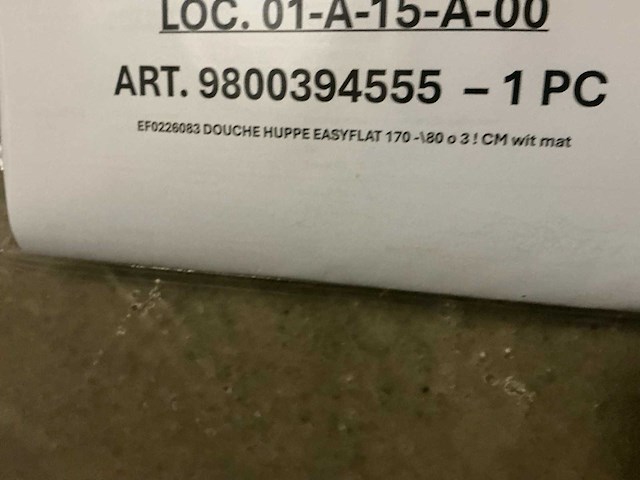 LOC. 01-A-15-A-00
ART. 9800394555 – 1 PC
EF0226083 DOUCHE HUPPE EASYFLAT 170 -\80 o 3! CM wit mat